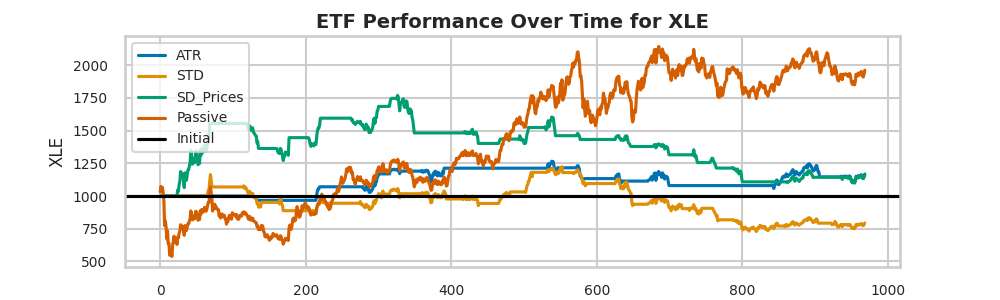 ETF Performance Over Time for XLE
XLE
2000
1750
1500
1250
1000
750
500
ATR
STD
SD_Prices
Passive
Initial
0 200 400 600 800 1000